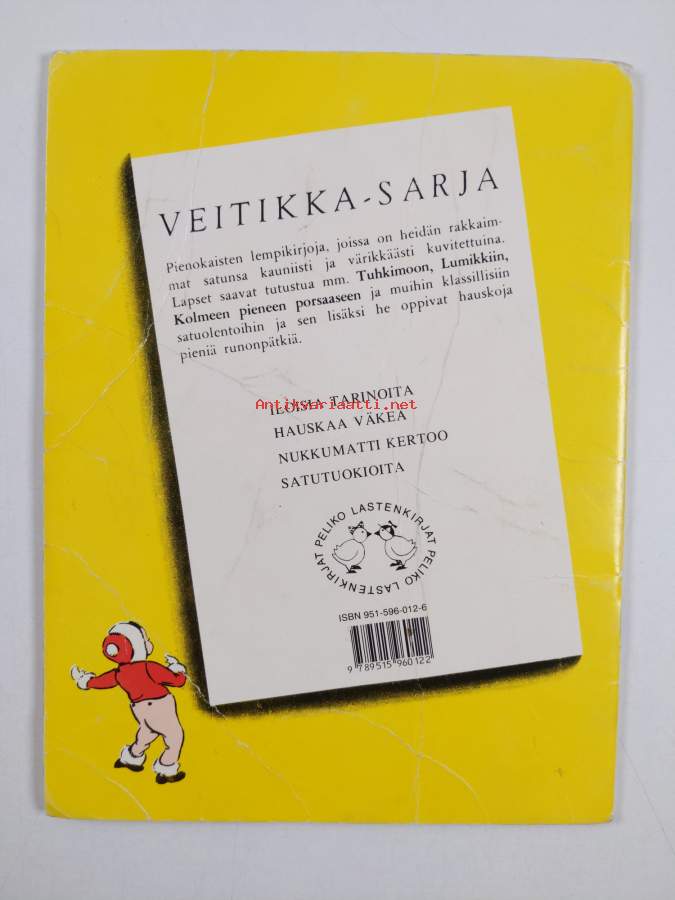 VEITIKKA-SARJA
Pienokaisten lempikirjoja, joissa on heidän rakkaim-
mat satunsa kauniisti ja värikkäästi kuvitettuina.
Lapset saavat tutustua mm. Tuhkimoon, Lumikkiin,
Kolmeen pieneen porsaaseen ja muihin klassillisiin
satuolentoihin ja sen lisäksi he oppivat hauskoja
pieniä runonpätkiä.
ILOISIA TARINOITA
Antikvariaatti.net
HAUSKAA VÄKEÄ
NUKKUMATTI KERTOO
SATUTUOKIOITA
PELIKO LASTENKIRJAT PELIKO LASTENKIRJAT
ISBN 951-596-012-6
9 789515 960122